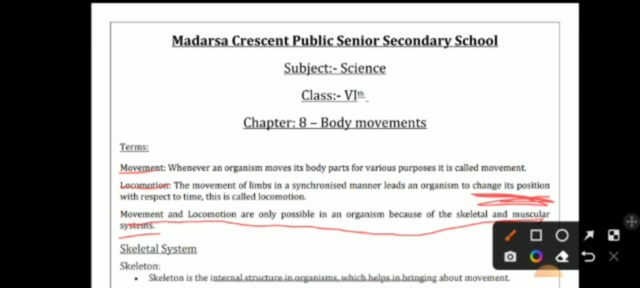 Madarsa Crescent Public Senior Secondary School
Subject:- Science
Class:- VIth
Chapter: 8 – Body movements
Terms:
Movement: Whenever an organism moves its body parts for various purposes it is called movement.
Locomotion: The movement of limbs in a synchronised manner leads an organism to change its position
with respect to time, this is called locomotion.
Movement and Locomotion are only possible in an organism because of the skeletal and muscular
systems.
Skeletal System
Skeleton:
• Skeleton is the internal structure in organisms, which helps in bringing about movement.